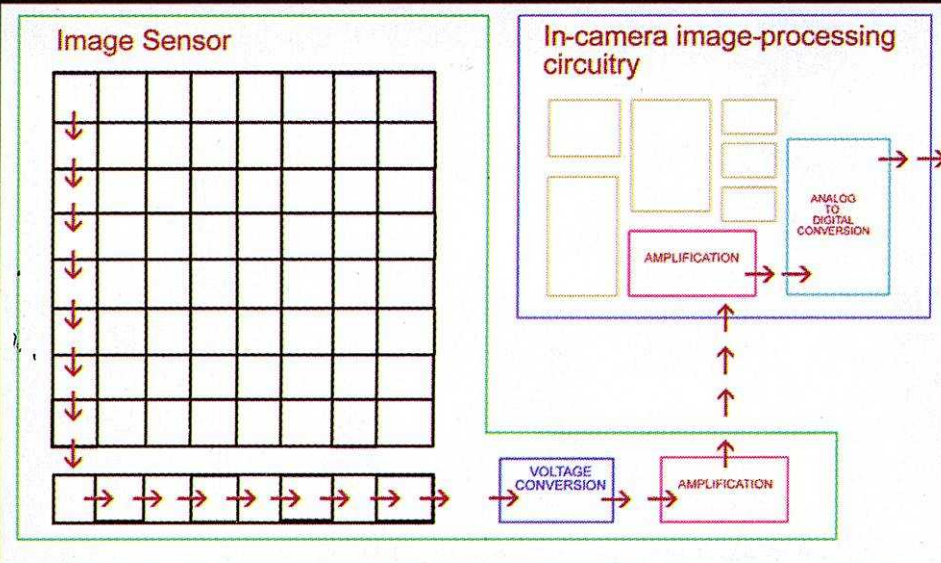 Image Sensor
In-camera image-processing
circuitry
ANALOG
TO
DIGITAL
CONVERSION
AMPLIFICATION
VOLTAGE
CONVERSION
AMPLIFICATION